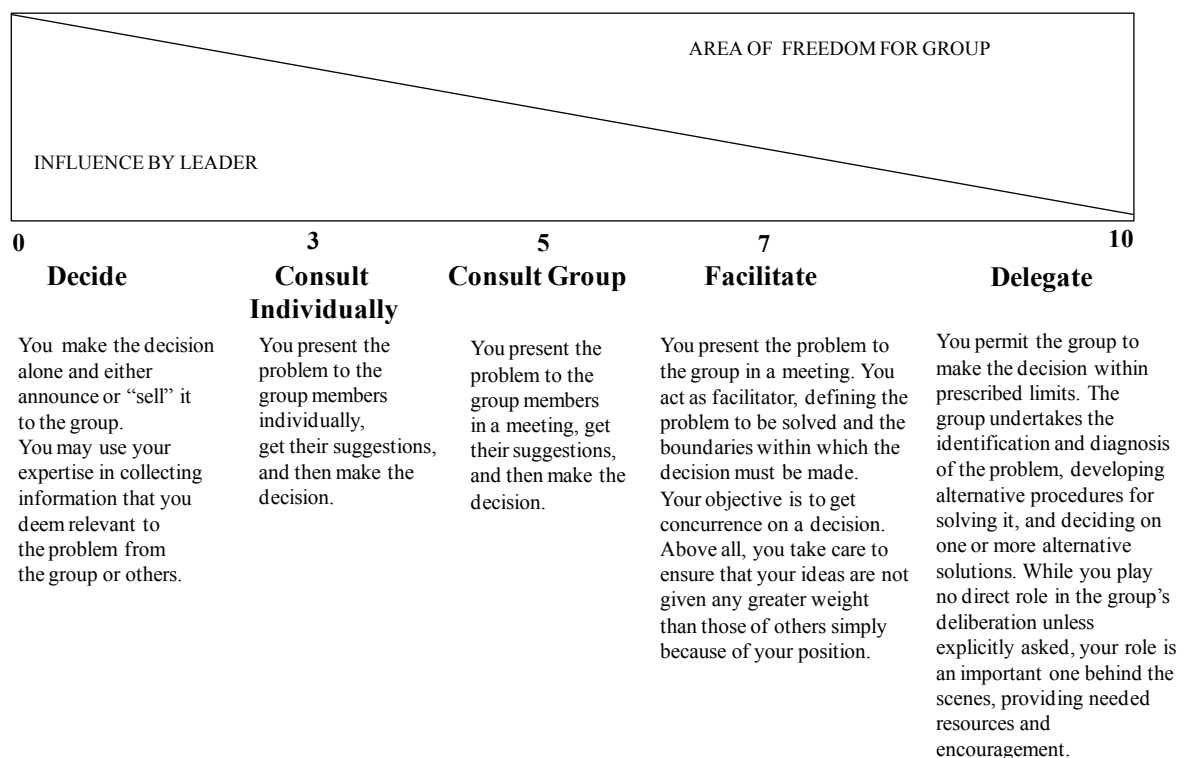 AREA OF FREEDOM FOR GROUP
INFLUENCE BY LEADER
0
3
5
7
10
Decide
Consult
Individually
Consult Group
Facilitate
Delegate
You make the decision
alone and either
announce or “sell” it
to the group.
You may use your
expertise in collecting
information that you
deem relevant to
the problem from
the group or others.
You present the
problem to the
group members
individually,
get their suggestions,
and then make the
decision.
You present the
problem to the
group members
in a meeting, get
their suggestions,
and then make the
decision.
You present the problem to
the group in a meeting. You
act as facilitator, defining the
problem to be solved and the
boundaries within which the
decision must be made.
Your objective is to get
concurrence on a decision.
Above all, you take care to
ensure that your ideas are not
given any greater weight
than those of others simply
because of your position.
You permit the group to
make the decision within
prescribed limits. The
group undertakes the
identification and diagnosis
of the problem, developing
alternative procedures for
solving it, and deciding on
one or more alternative
solutions. While you play
no direct role in the group’s
deliberation unless
explicitly asked, your role is
an important one behind the
scenes, providing needed
resources and
encouragement.